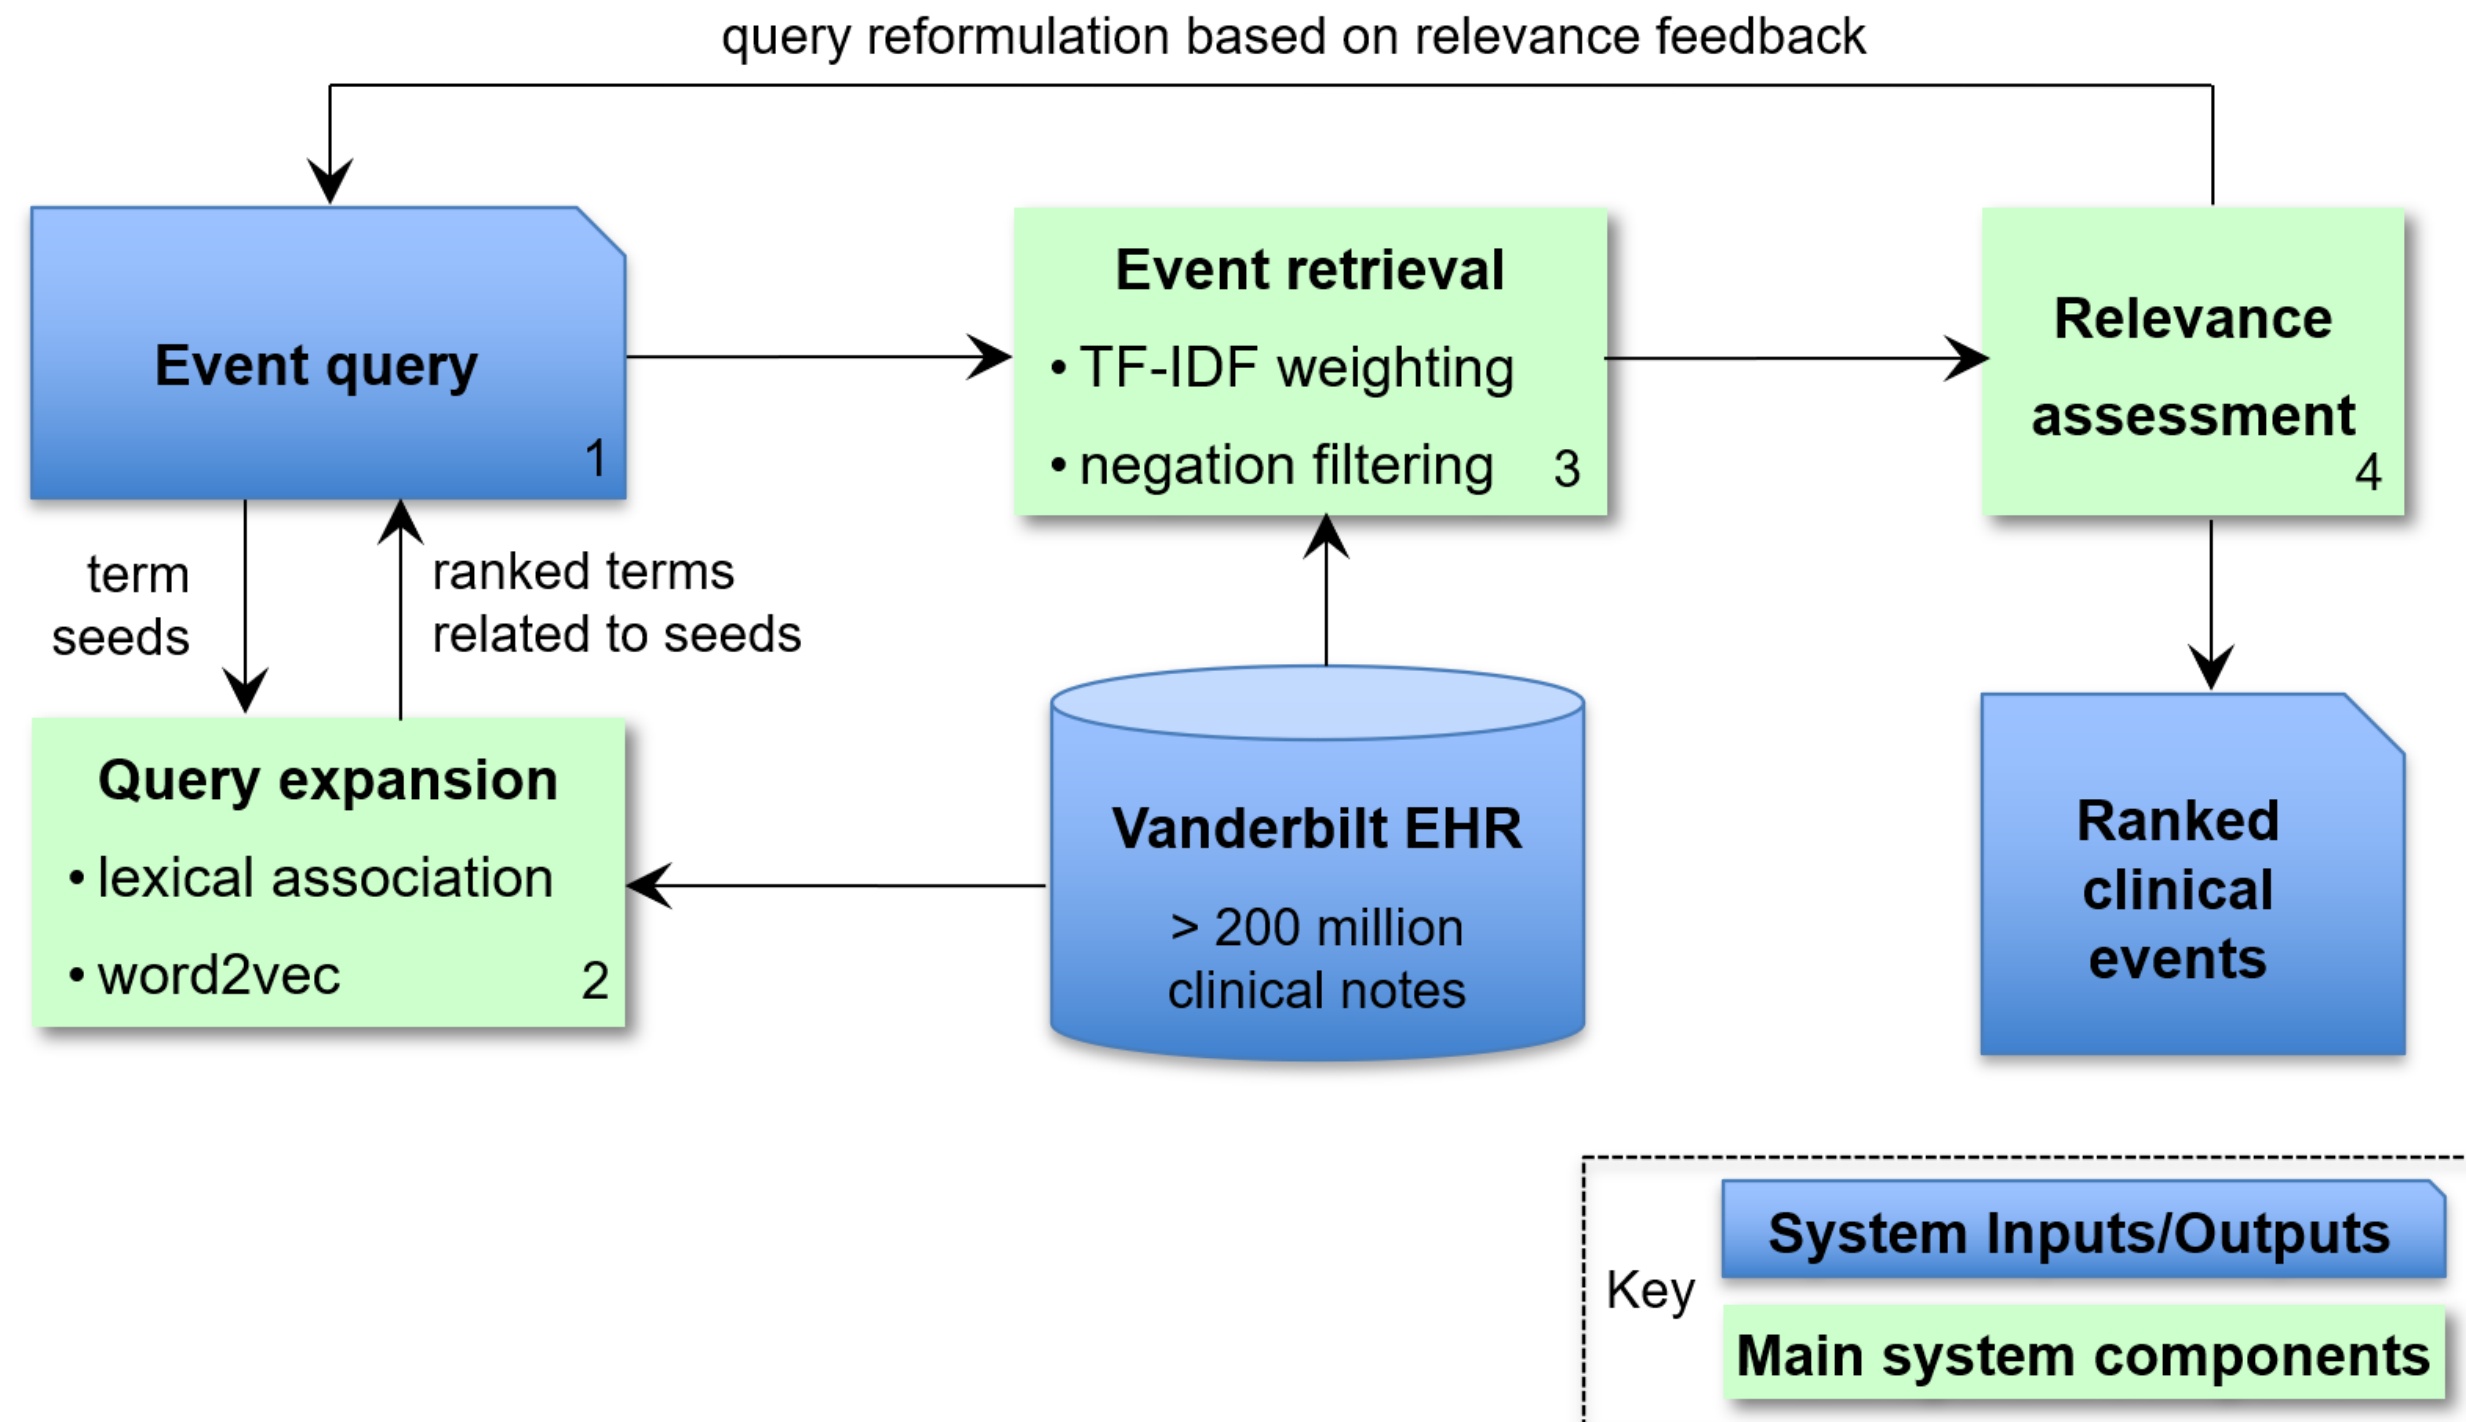 query reformulation based on relevance feedback
Event query
1
Event retrieval
• TF-IDF weighting
• negation filtering 3
Relevance
assessment
4
term
seeds
ranked terms
related to seeds
Query expansion
• lexical association
• word2vec 2
Vanderbilt EHR
> 200 million
clinical notes
Ranked
clinical
events
Key
System Inputs/Outputs
Main system components